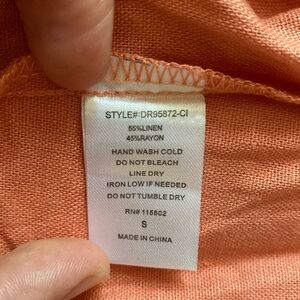 STYLE#:DR95872-CI
55%LINEN
45%RAYON
HAND WASH COLD
DO NOT BLEACH
LINE DRY
IRON LOW IF NEEDED
DO NOT TUMBLE DRY
RN# 115602
S
MADE IN CHINA